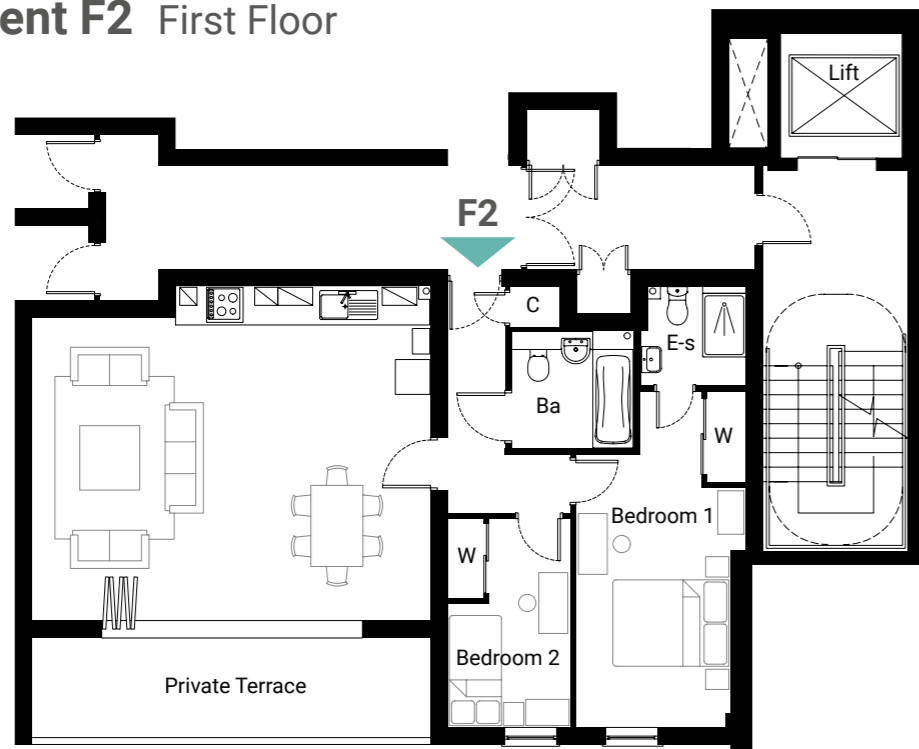 ent F2 First Floor
Lift
F2
C
E-s
Ba
W
Bedroom 1
W
Bedroom 2
Private Terrace